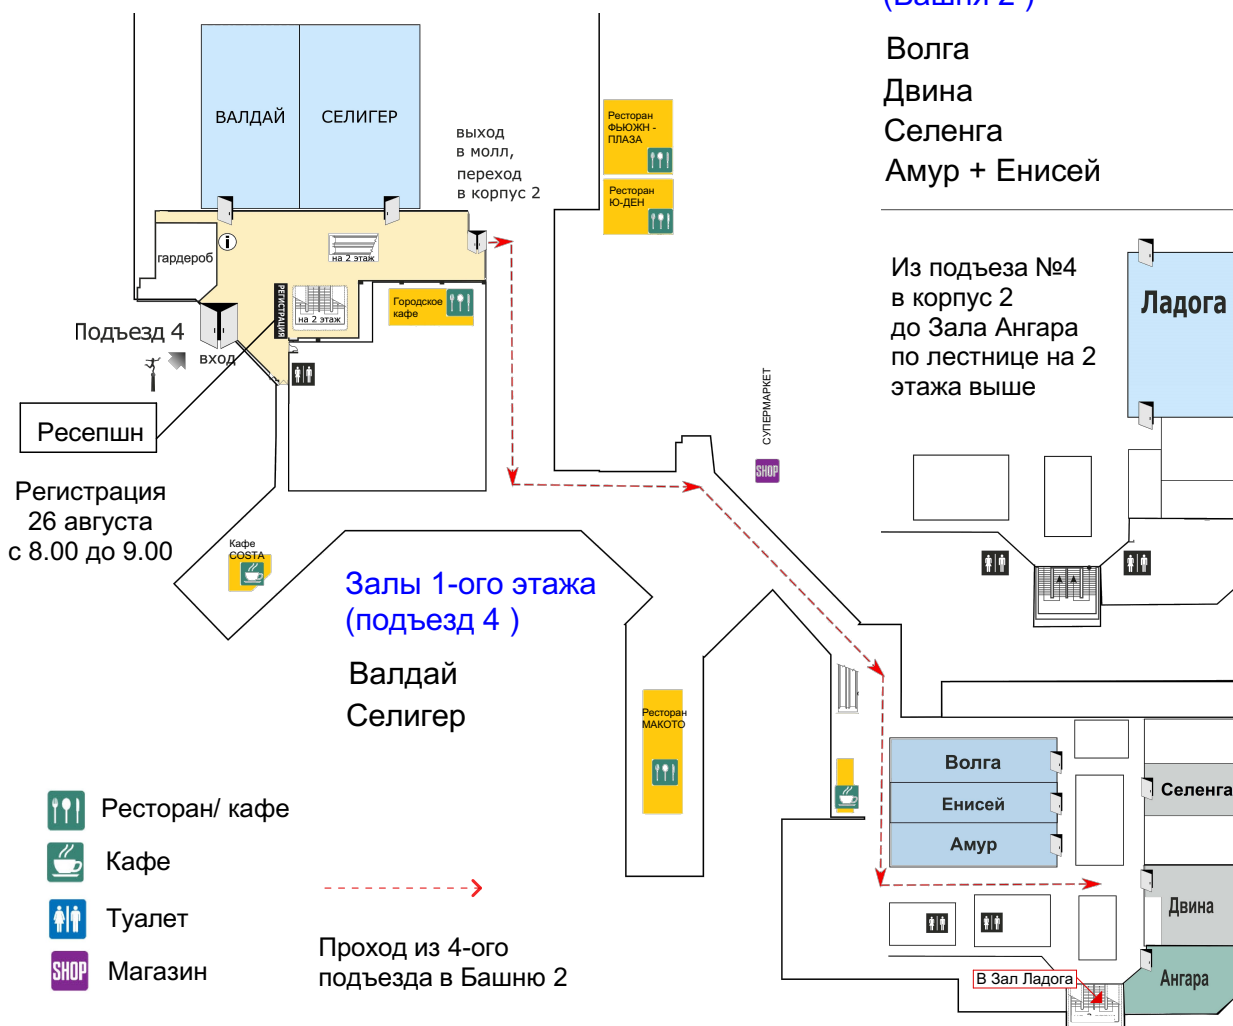 (Башня 2 )
Волга
Двина
Селенга
Амур + Енисей
ВАЛДАЙ
СЕЛИГЕР
выход
в молл,
переход
в корпус 2
Ресторан
ФЬЮЖН -
ПЛАЗА
Ресторан
Ю-ДЕН
гардероб
i
на 2 этаж
РЕГИСТРАЦИЯ
на 2 этаж
Городское
кафе
Подъезд 4
вход
Ресепшн
Регистрация
26 августа
с 8.00 до 9.00
Из подъеза №4
в корпус 2
до Зала Ангара
по лестнице на 2
этажа выше
Ладога
СУПЕРМАРКЕТ
SHOP
Кафе
COSTA
Залы 1-ого этажа
(подъезд 4 )
Валдай
Селигер
Ресторан
МАКОТО
Волга
Енисей
Амур
Селенга
Двина
Ангара
В Зал Ладога
Ресторан/ кафе
Кафе
Туалет
SHOP Магазин
Проход из 4-ого
подъезда в Башню 2